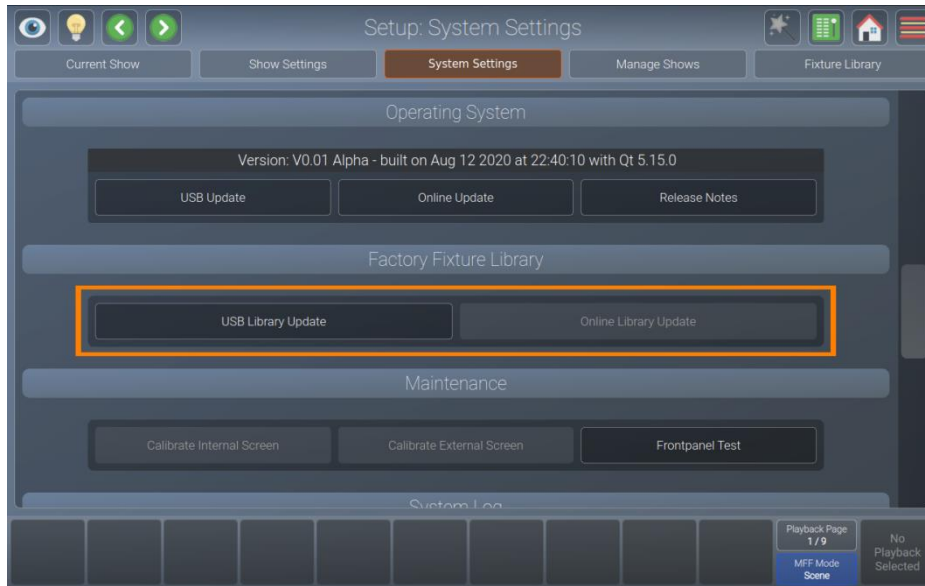 Setup: System Settings
Current Show
Show Settings
System Settings
Manage Shows
Fixture Library
Operating System
Version: V0.01 Alpha - built on Aug 12 2020 at 22:40:10 with Qt 5.15.0
USB Update
Online Update
Release Notes
Factory Fixture Library
USB Library Update
Online Library Update
Maintenance
Calibrate Internal Screen
Calibrate External Screen
Frontpanel Test
System Log
Playback Page
1 / 9
MFF Mode
Scene
No
Playback
Selected